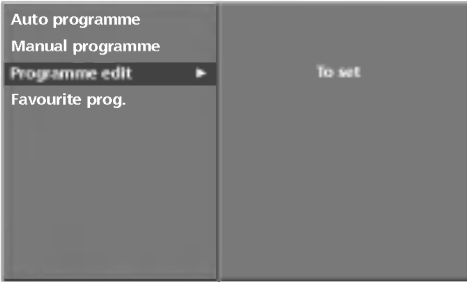 Auto programme
Manual programme
Programme edit ► To set
Favourite prog.